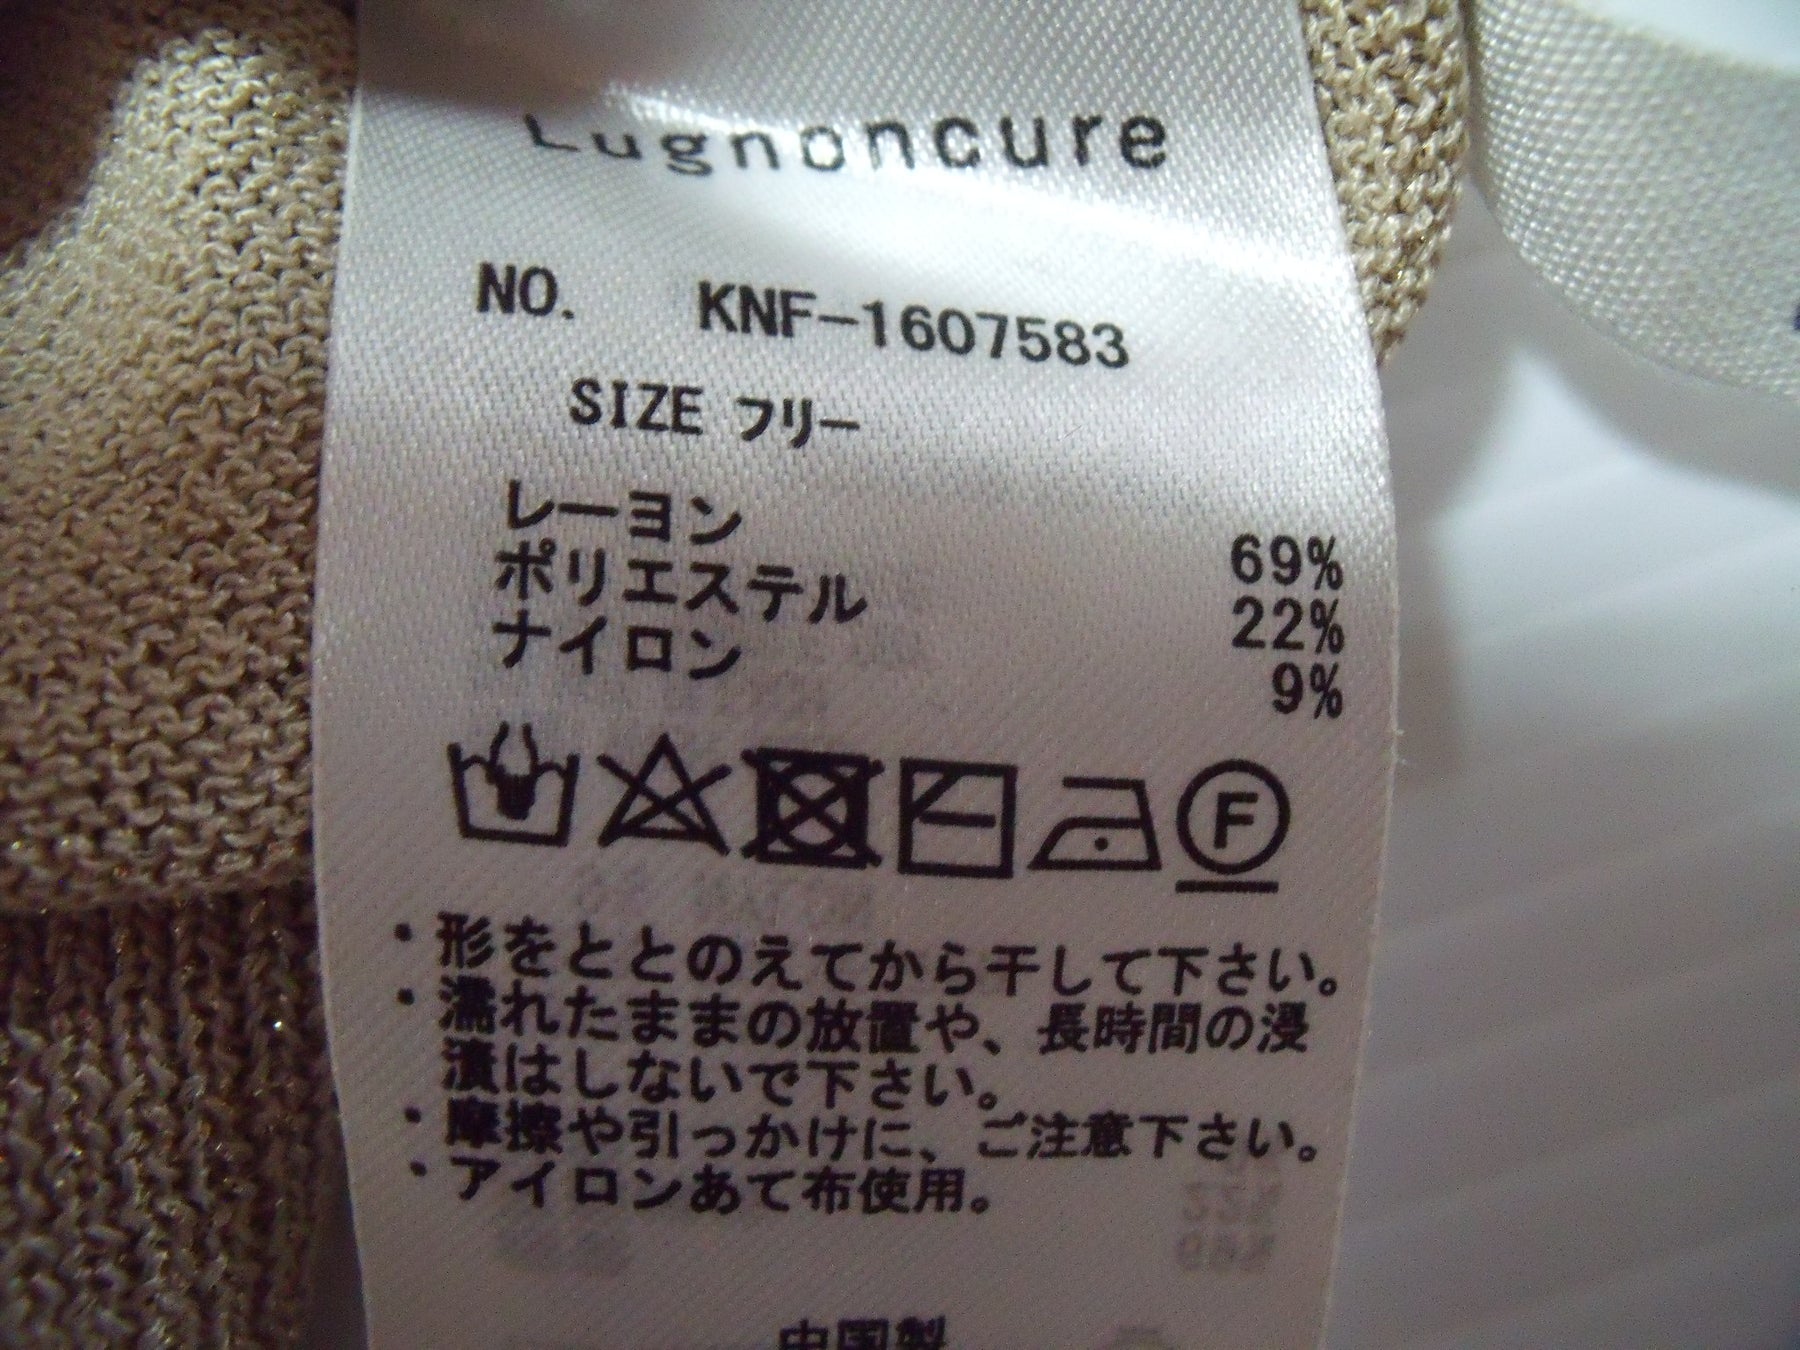 Lugnoncure
NO. KNF-1607583
SIZE フリー
レーヨン 69%
ポリエステル 22%
ナイロン 9%
F
・形をととのえてから干して下さい。
・濡れたままの放置や、長時間の浸
漬はしないで下さい。
・摩擦や引っかけに、ご注意下さい。
・アイロンあて布使用。
中国製